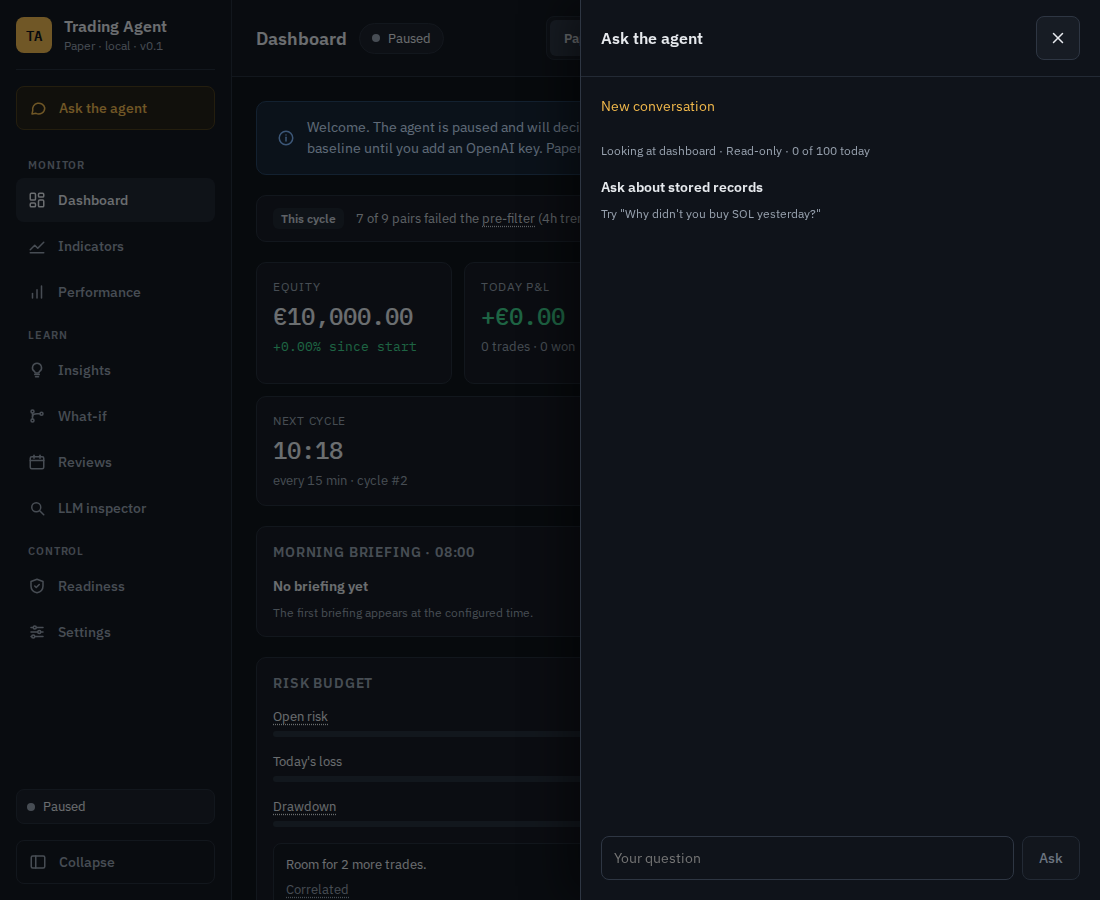 TA
Trading Agent
Paper · local · v0.1
Ask the agent
MONITOR
Dashboard
Indicators
Performance
LEARN
Insights
What-if
Reviews
LLM inspector
CONTROL
Readiness
Settings
Paused
Collapse
Dashboard
Paused
Welcome. The agent is paused and will
baseline until you add an OpenAI key.
This cycle
7 of 9 pairs failed the pre-filter (4h
EQUITY
€10,000.00
+0.00% since start
TODAY P&L
+€0.00
0 trades · 0 won
NEXT CYCLE
10:18
every 15 min · cycle #2
MORNING BRIEFING · 08:00
No briefing yet
The first briefing appears at the configured time.
RISK BUDGET
Open risk
Today's loss
Drawdown
Room for 2 more trades.
Correlated
Ask the agent
New conversation
Looking at dashboard · Read-only · 0 of 100 today
Ask about stored records
Try "Why didn't you buy SOL yesterday?"
Your question
Ask